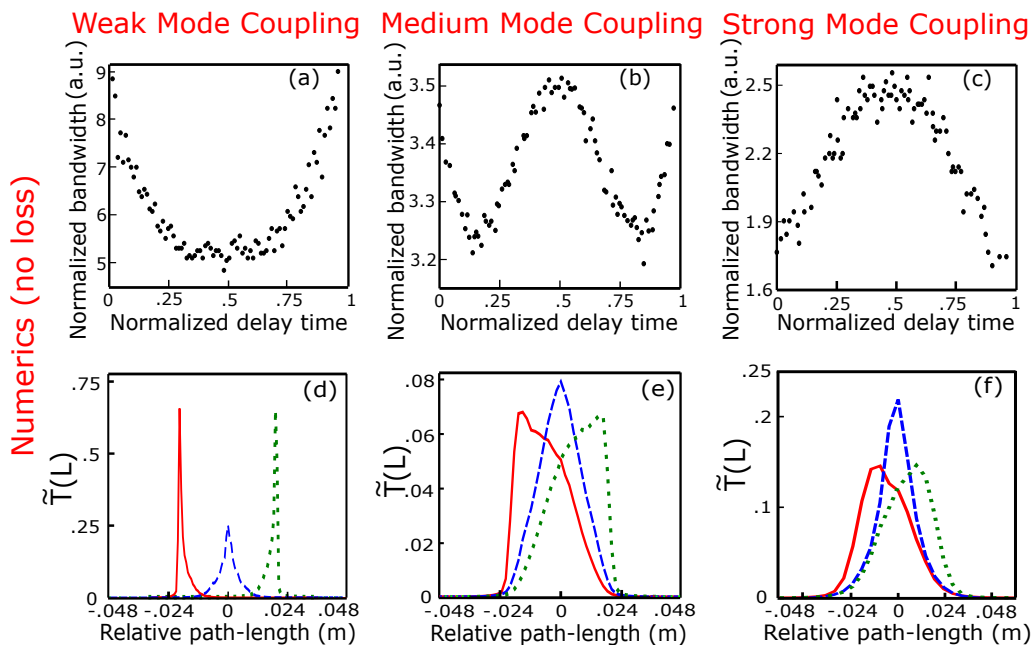 Weak Mode Coupling
Medium Mode Coupling
Strong Mode Coupling
Numerics (no loss)
(a)
Normalized bandwidth (a.u.)
9
8
7
6
5
0
.25
.5
.75
1
Normalized delay time
(b)
Normalized bandwidth (a.u.)
3.5
3.4
3.3
3.2
0
.25
.5
.75
1
Normalized delay time
(c)
Normalized bandwidth (a.u.)
2.5
2.2
1.9
1.6
0
.25
.5
.75
1
Normalized delay time
(d)
T̃(L)
.75
.5
.25
0
-.048
-.024
0
.024
.048
Relative path-length (m)
(e)
T̃(L)
.08
.06
.04
.02
0
-.048
-.024
0
.024
.048
Relative path-length (m)
(f)
T̃(L)
.25
.2
.1
0
-.048
-.024
0
.024
.048
Relative path-length (m)